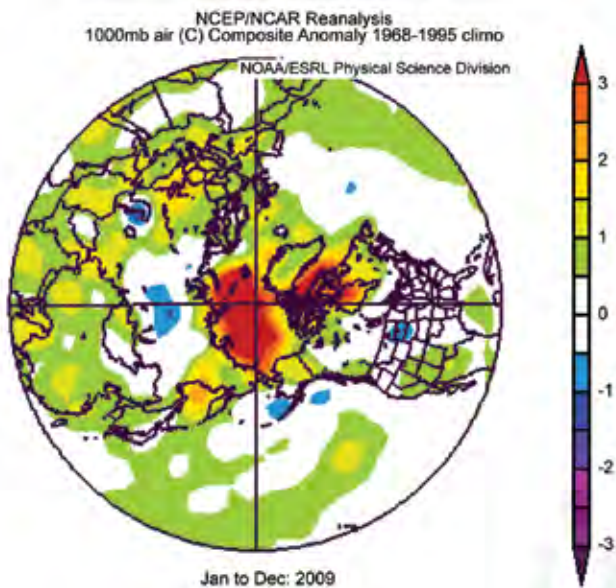 NCEP/NCAR Reanalysis
1000mb air (C) Composite Anomaly 1968-1995 climo
NOAA/ESRL Physical Science Division
3
2
1
0
-1
-2
-3
Jan to Dec: 2009